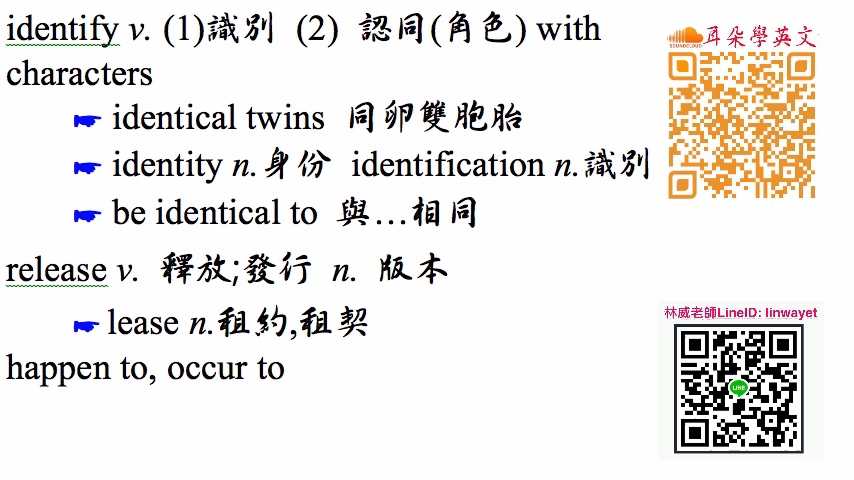 identify v. (1)識別 (2) 認同(角色) with
characters
identical twins 同卵雙胞胎
identity n.身份 identification n.識別
be identical to 與…相同
release v. 釋放;發行 n. 版本
lease n.租約,租契
happen to, occur to
SOUNDCLOUD 耳朵學英文
林威老師LineID: linwayet
LINE